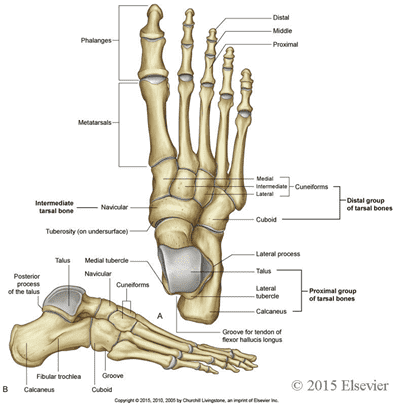 Phalanges
Distal
Middle
Proximal
Metatarsals
Medial
Intermediate
Lateral
Cuneiforms
Distal group
of tarsal bones
Intermediate
tarsal bone
Navicular
Cuboid
Tuberosity (on undersurface)
Medial tubercle
Lateral process
Talus
Proximal group
of tarsal bones
Lateral
tubercle
Calcaneus
Groove for tendon of
flexor hallucis longus
A
Posterior
process
of the talus
Talus
Navicular
Cuneiforms
Fibular trochlea
Groove
Calcaneus
Cuboid
B
© 2015 Elsevier
Copyright © 2015, 2010, 2005 by Churchill Livingstone, an imprint of Elsevier Inc.